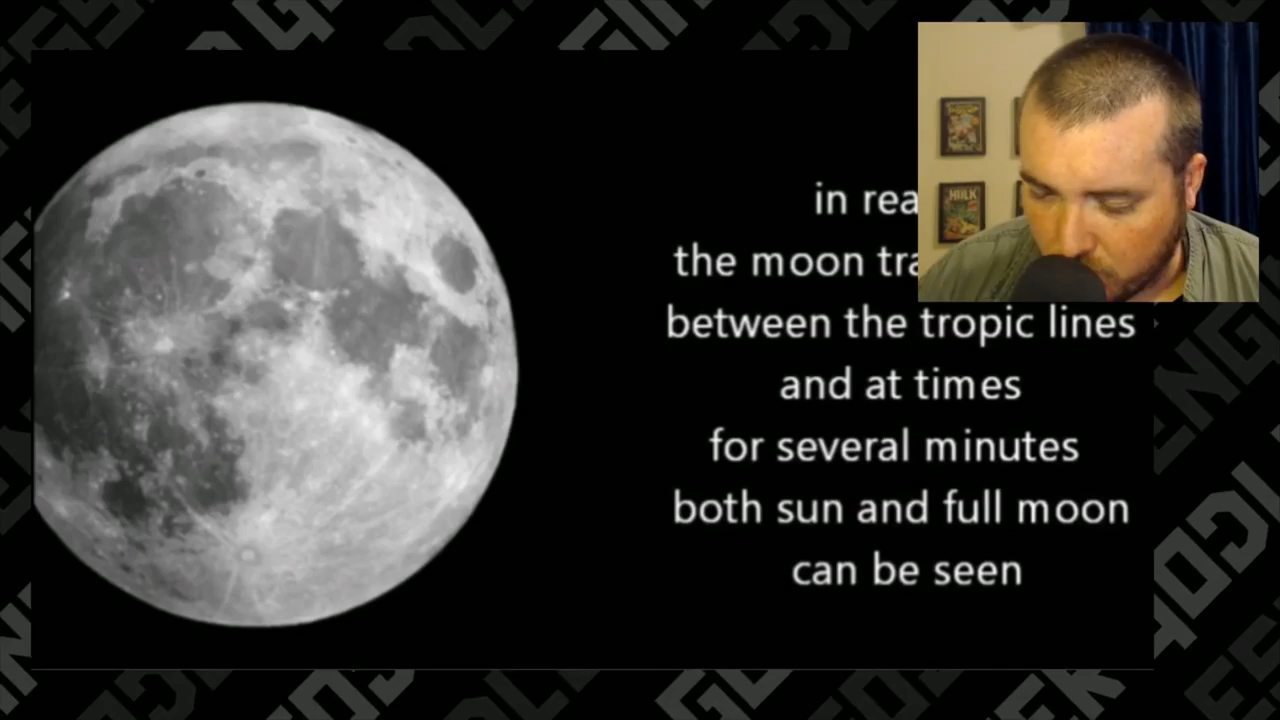 in rea
the moon tra
between the tropic lines
and at times
for several minutes
both sun and full moon
can be seen
HULK